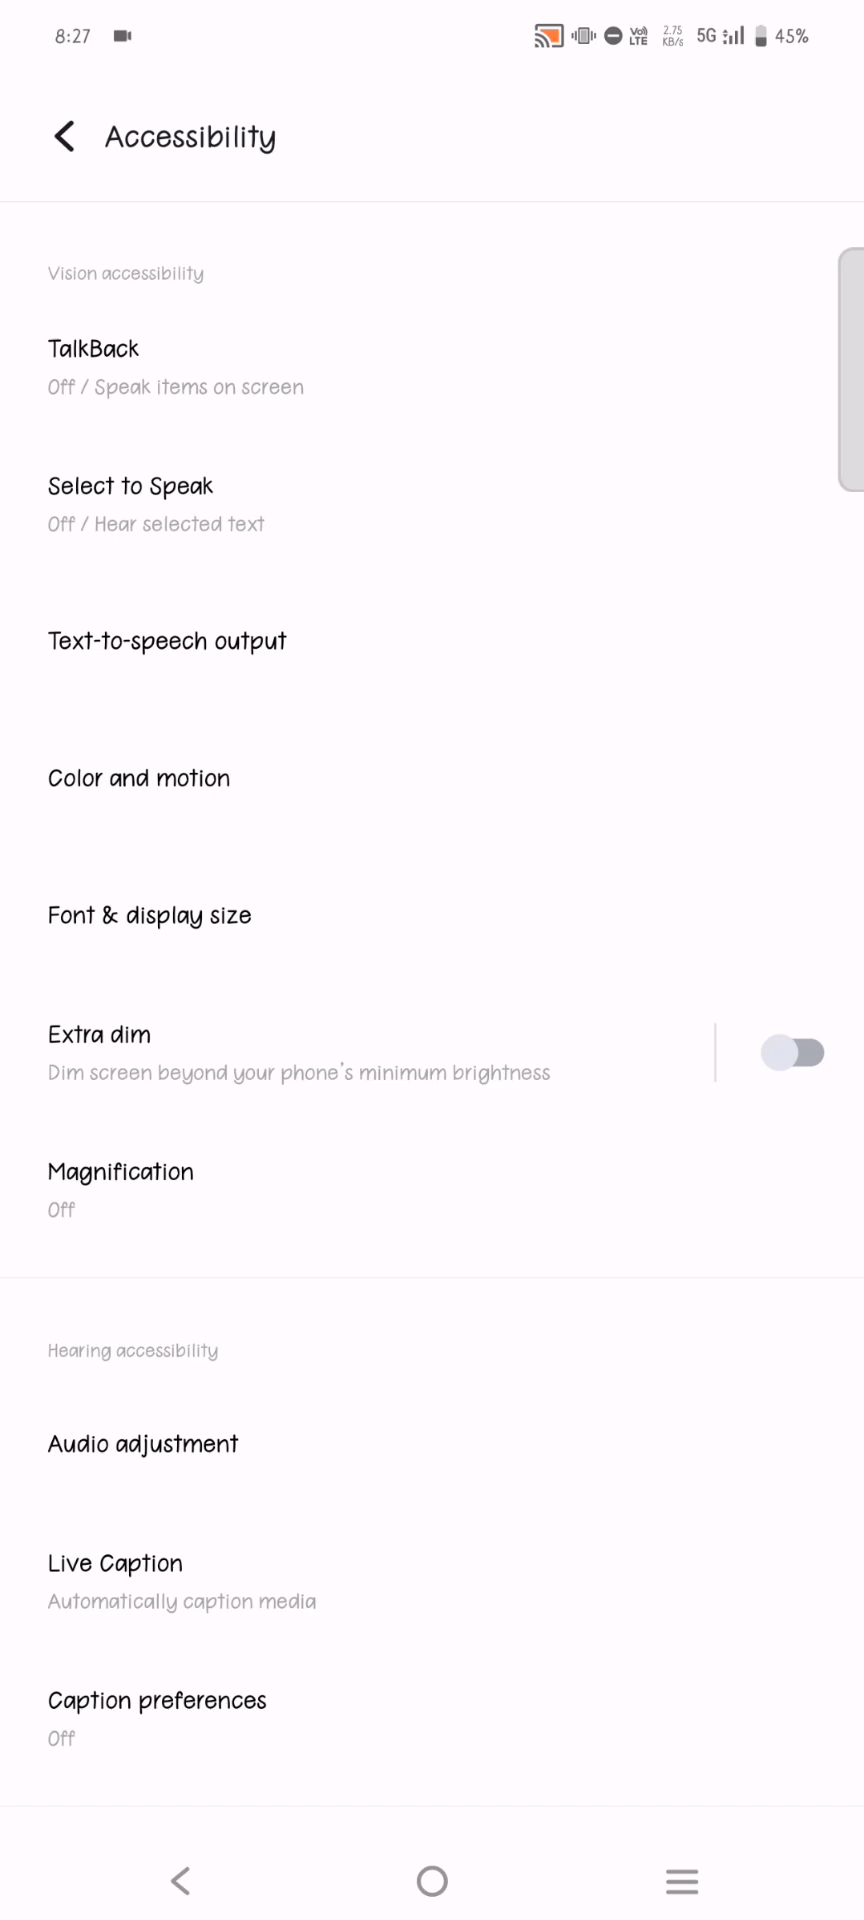 8:27 Vo) LTE 2.75 KB/s 5G 45%
Accessibility
Vision accessibility
TalkBack
Off / Speak items on screen
Select to Speak
Off / Hear selected text
Text-to-speech output
Color and motion
Font & display size
Extra dim
Dim screen beyond your phone's minimum brightness
Magnification
Off
Hearing accessibility
Audio adjustment
Live Caption
Automatically caption media
Caption preferences
Off